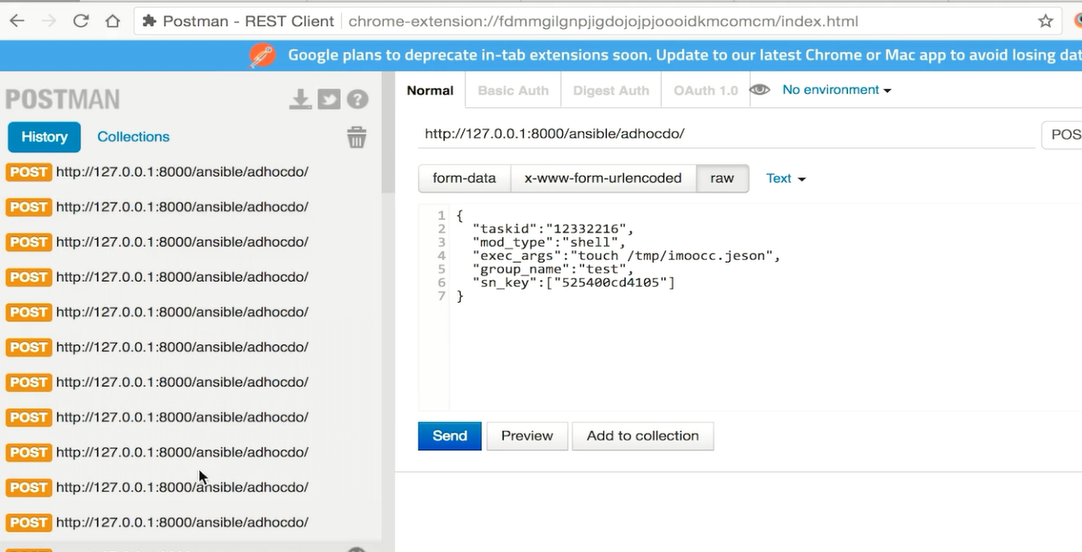 Postman - REST Client chrome-extension://fdmmgilgnpjigdojojpjoooidkmcomcm/index.html
Google plans to deprecate in-tab extensions soon. Update to our latest Chrome or Mac app to avoid losing dat
POSTMAN
History Collections
POST http://127.0.0.1:8000/ansible/adhocdo/
POST http://127.0.0.1:8000/ansible/adhocdo/
POST http://127.0.0.1:8000/ansible/adhocdo/
POST http://127.0.0.1:8000/ansible/adhocdo/
POST http://127.0.0.1:8000/ansible/adhocdo/
POST http://127.0.0.1:8000/ansible/adhocdo/
POST http://127.0.0.1:8000/ansible/adhocdo/
POST http://127.0.0.1:8000/ansible/adhocdo/
POST http://127.0.0.1:8000/ansible/adhocdo/
POST http://127.0.0.1:8000/ansible/adhocdo/
POST http://127.0.0.1:8000/ansible/adhocdo/
Normal Basic Auth Digest Auth OAuth 1.0 No environment
http://127.0.0.1:8000/ansible/adhocdo/ POS
form-data x-www-form-urlencoded raw Text
1 {
2 "taskid":"12332216",
3 "mod_type":"shell",
4 "exec_args":"touch /tmp/imoocc.jeson",
5 "group_name":"test",
6 "sn_key":["525400cd4105"]
7 }
Send Preview Add to collection